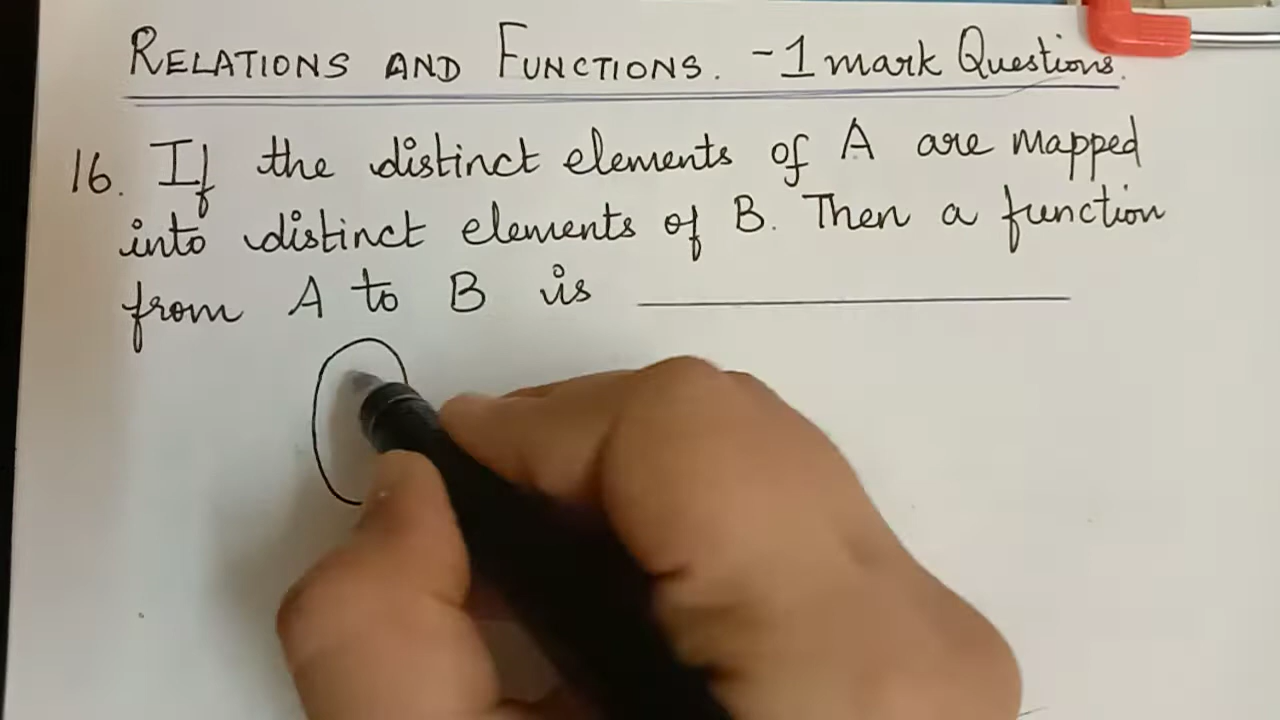 RELATIONS AND FUNCTIONS. - 1 mark Questions.
16. If the distinct elements of A are mapped
into distinct elements of B. Then a function
from A to B is